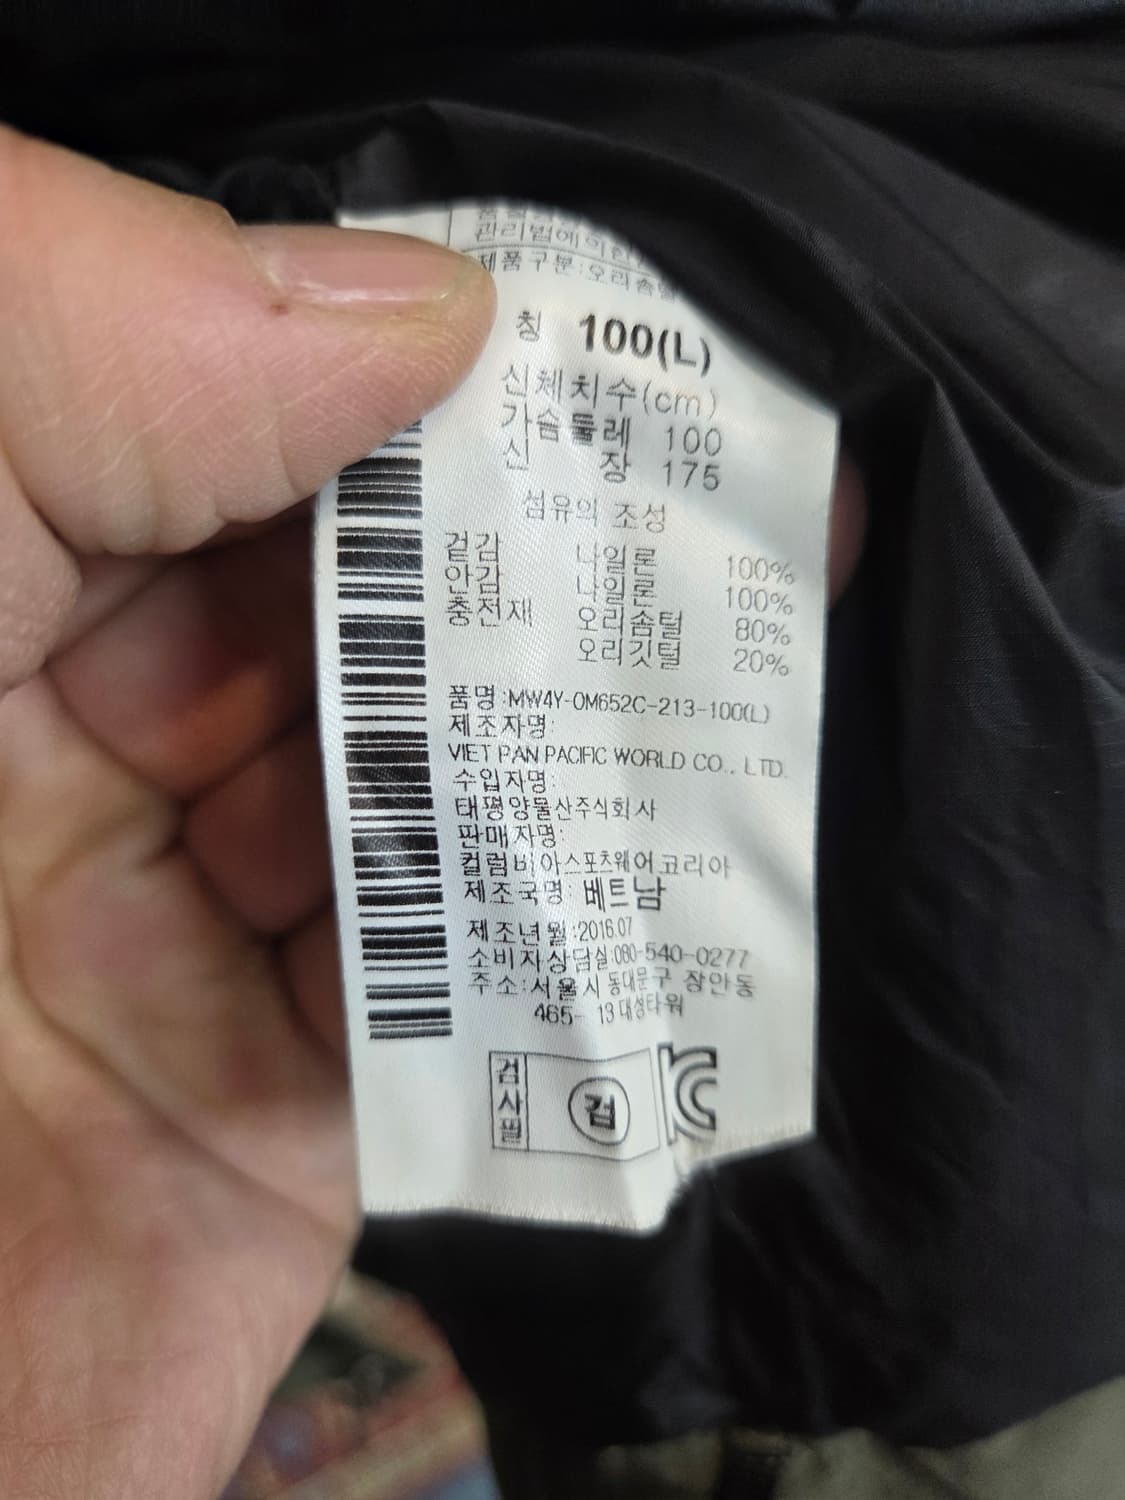 관리법에의한
제품구분:오리솜털
칭 100(L)
신체치수(cm)
가슴둘레 100
신 장 175
섬유의 조성
겉감 나일론 100%
안감 나일론 100%
충전재 오리솜털 80%
오리깃털 20%
품명:MW4Y-OM652C-213-100(L)
제조자명:
VIET PAN PACIFIC WORLD CO., LTD.
수입자명:
태평양물산주식회사
판매자명:
컬럼비아스포츠웨어코리아
제조국명: 베트남
제조년월:2016.07
소비자상담실:080-540-0277
주소:서울시 동대문구 장안동
465- 13 대성타워
검사필 검 KC